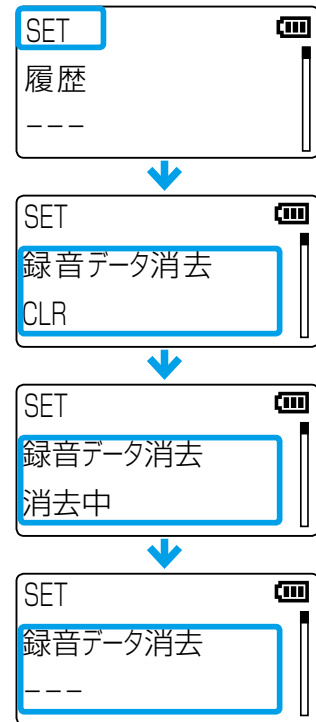 SET
履歴
---
SET
録音データ消去
CLR
SET
録音データ消去
消去中
SET
録音データ消去
---